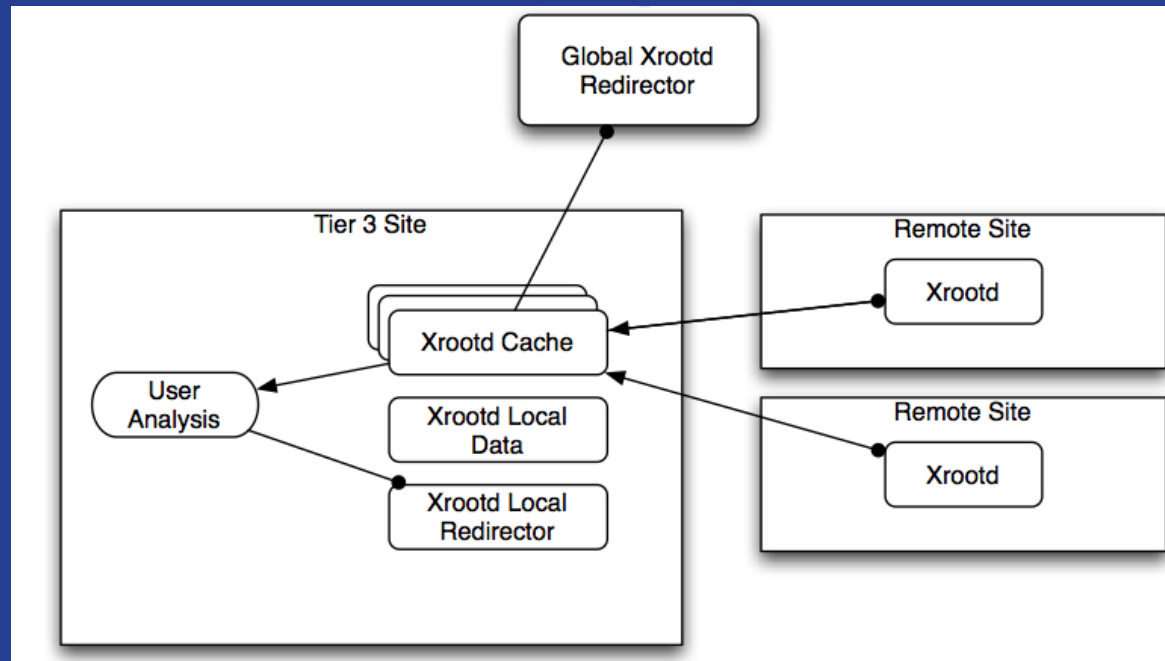 Global Xrootd
Redirector
Tier 3 Site
Xrootd Cache
User
Analysis
Xrootd Local
Data
Xrootd Local
Redirector
Remote Site
Xrootd
Remote Site
Xrootd